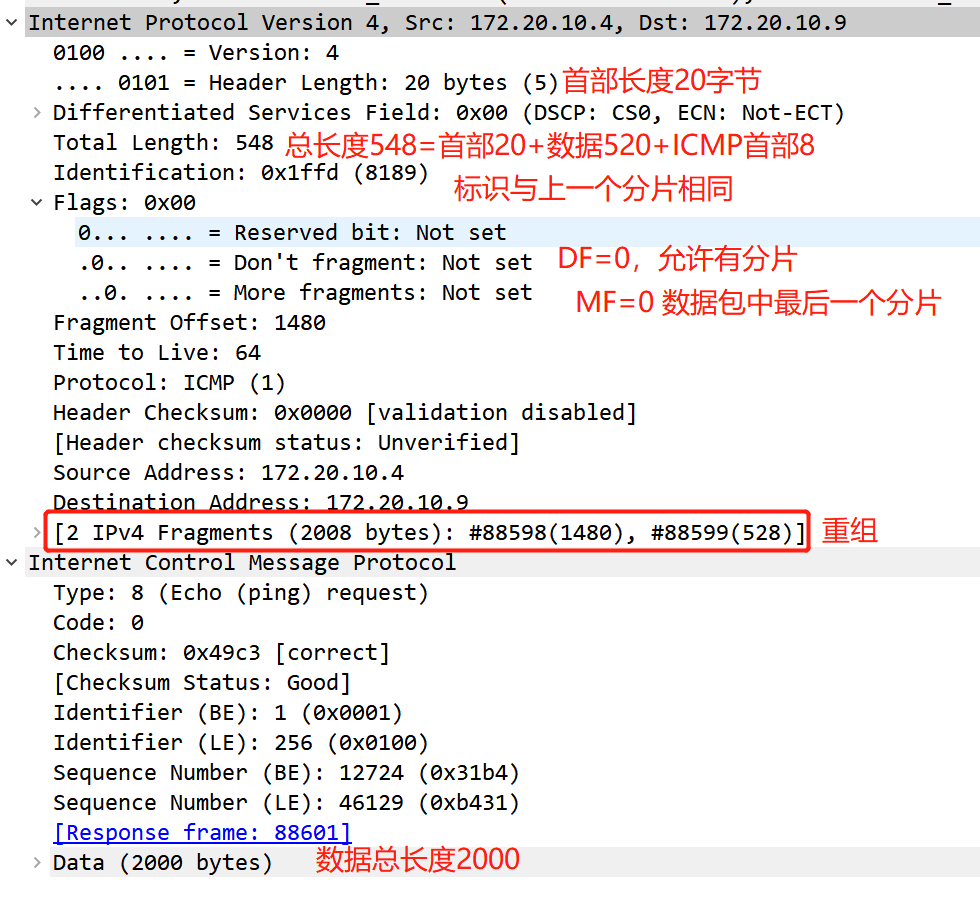 Internet Protocol Version 4, Src: 172.20.10.4, Dst: 172.20.10.9
0100 .... = Version: 4
.... 0101 = Header Length: 20 bytes (5) 首部长度20字节
Differentiated Services Field: 0x00 (DSCP: CS0, ECN: Not-ECT)
Total Length: 548 总长度548=首部20+数据520+ICMP首部8
Identification: 0x1ffd (8189) 标识与上一个分片相同
Flags: 0x00
0... .... = Reserved bit: Not set
.0.. .... = Don't fragment: Not set DF=0，允许有分片
..0. .... = More fragments: Not set MF=0 数据包中最后一个分片
Fragment Offset: 1480
Time to Live: 64
Protocol: ICMP (1)
Header Checksum: 0x0000 [validation disabled]
[Header checksum status: Unverified]
Source Address: 172.20.10.4
Destination Address: 172.20.10.9
[2 IPv4 Fragments (2008 bytes): #88598(1480), #88599(528)] 重组
Internet Control Message Protocol
Type: 8 (Echo (ping) request)
Code: 0
Checksum: 0x49c3 [correct]
[Checksum Status: Good]
Identifier (BE): 1 (0x0001)
Identifier (LE): 256 (0x0100)
Sequence Number (BE): 12724 (0x31b4)
Sequence Number (LE): 46129 (0xb431)
[Response frame: 88601]
Data (2000 bytes) 数据总长度2000